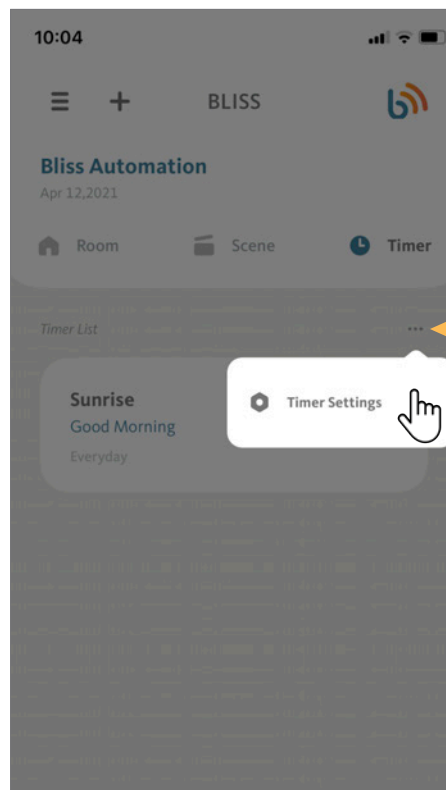 10:04
BLISS
Bliss Automation
Apr 12,2021
Room Scene Timer
Timer List
Sunrise
Timer Settings
Good Morning
Everyday